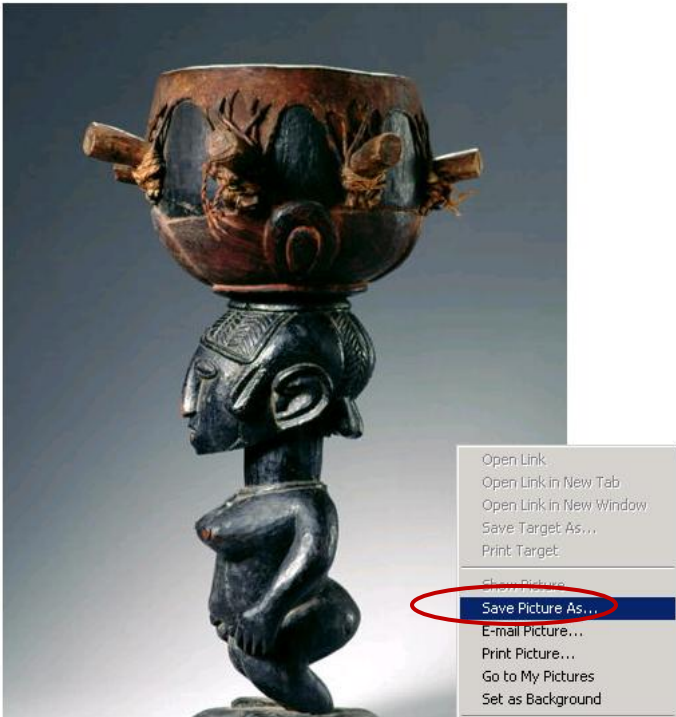 Open Link
Open Link in New Tab
Open Link in New Window
Save Target As...
Print Target
Show Picture
Save Picture As...
E-mail Picture...
Print Picture...
Go to My Pictures
Set as Background